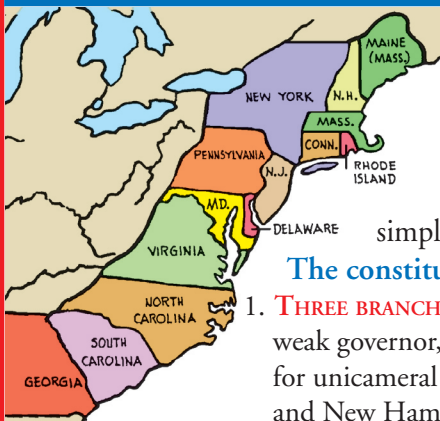 MAINE
(MASS.)
NEW YORK
N.H.
MASS.
CONN.
RHODE
ISLAND
PENNSYLVANIA
N.J.
MD.
DELAWARE
VIRGINIA
NORTH
CAROLINA
SOUTH
CAROLINA
GEORGIA
simpl
The constitu
1. THREE BRANCH
weak governor,
for unicameral
and New Ham